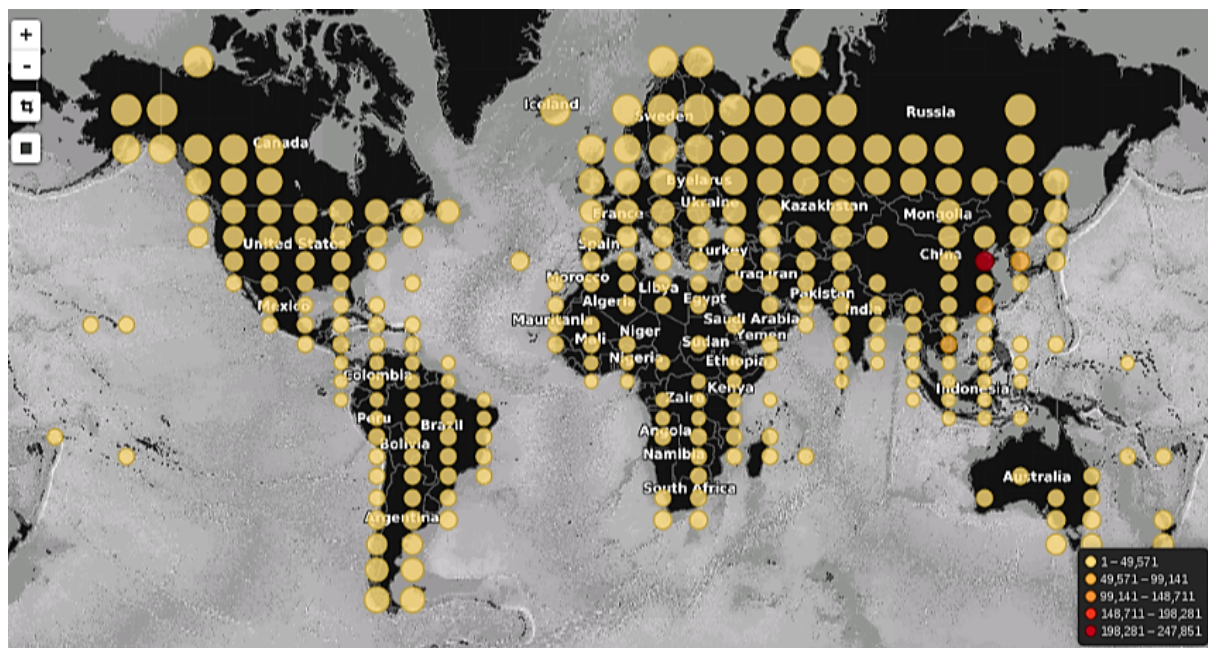 +
-
Iceland
Sweden
Russia
Canada
Byelarus
Ukraine
Kazakhstan
France
Mongolia
United States
Spain
Turkey
China
Morocco
Iraq
Iran
Libya
Pakistan
Algeria
Egypt
India
Mexico
Mauritania
Niger
Saudi Arabia
Mali
Sudan
Yemen
Nigeria
Ethiopia
Colombia
Kenya
Indonesia
Zaire
Peru
Brazil
Angola
Bolivia
Namibia
Australia
South Africa
Argentina
1 – 49,571
49,571 – 99,141
99,141 – 148,711
148,711 – 198,281
198,281 – 247,851